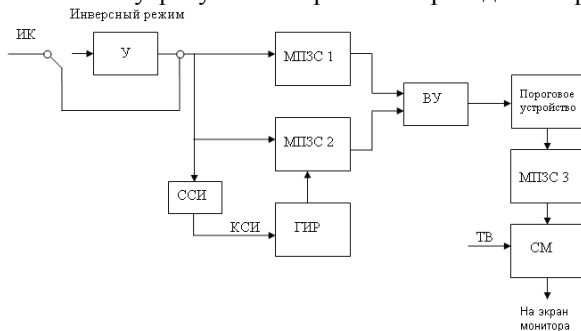 Инверсный режим
ИК
У
МПЗС 1
ВУ
Пороговое
устройство
МПЗС 2
МПЗС 3
ССИ
КСИ
ГИР
ТВ
СМ
На экран
монитора